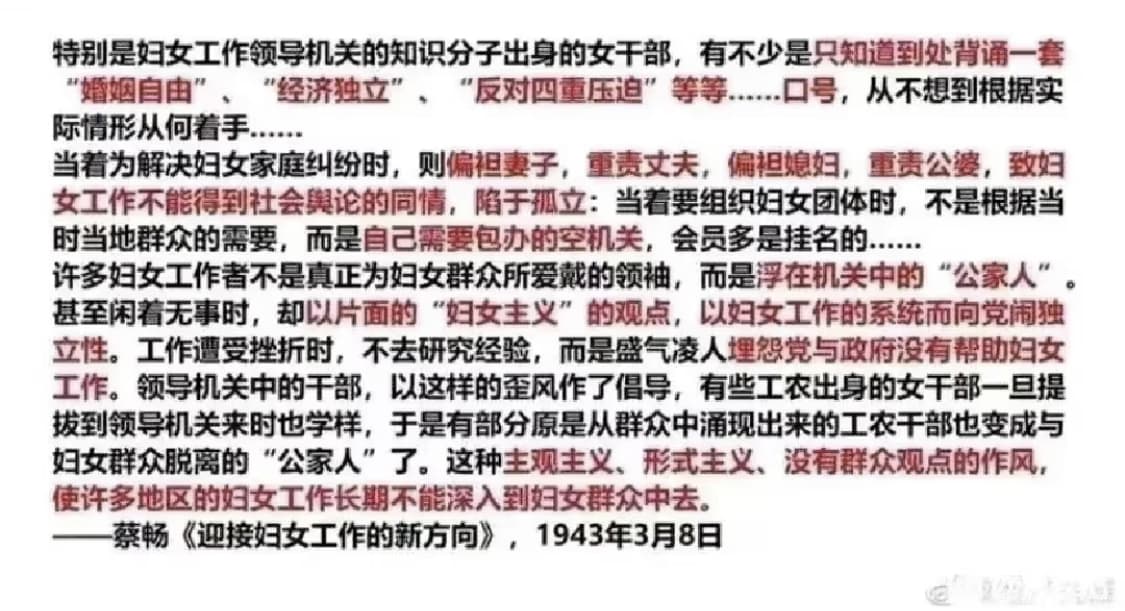 特别是妇女工作领导机关的知识分子出身的女干部，有不少是只知道到处背诵一套
“婚姻自由”、“经济独立”、“反对四重压迫”等等……口号，从不想到根据实
际情形从何着手……
当着为解决妇女家庭纠纷时，则偏袒妻子，重责丈夫，偏袒媳妇，重责公婆，致妇
女工作不能得到社会舆论的同情，陷于孤立：当着要组织妇女团体时，不是根据当
时当地群众的需要，而是自己需要包办的空机关，会员多是挂名的……
许多妇女工作者不是真正为妇女群众所爱戴的领袖，而是浮在机关中的“公家人”。
甚至闲着无事时，却以片面的“妇女主义”的观点，以妇女工作的系统而向党闹独
立性。工作遭受挫折时，不去研究经验，而是盛气凌人埋怨党与政府没有帮助妇女
工作。领导机关中的干部，以这样的歪风作了倡导，有些工农出身的女干部一旦提
拔到领导机关来时也学样，于是有部分原是从群众中涌现出来的工农干部也变成与
妇女群众脱离的“公家人”了。这种主观主义、形式主义、没有群众观点的作风，
使许多地区的妇女工作长期不能深入到妇女群众中去。
——蔡畅《迎接妇女工作的新方向》，1943年3月8日